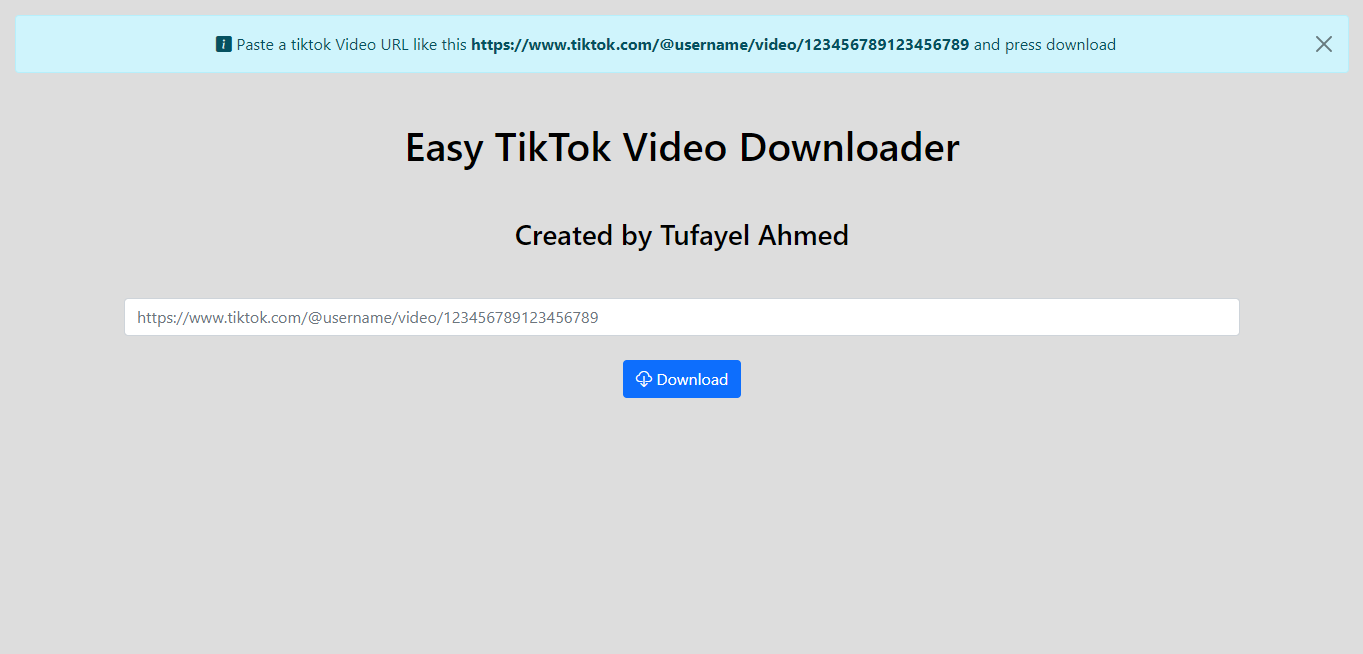 Paste a tiktok Video URL like this https://www.tiktok.com/@username/video/123456789123456789 and press download
Easy TikTok Video Downloader
Created by Tufayel Ahmed
https://www.tiktok.com/@username/video/123456789123456789
Download